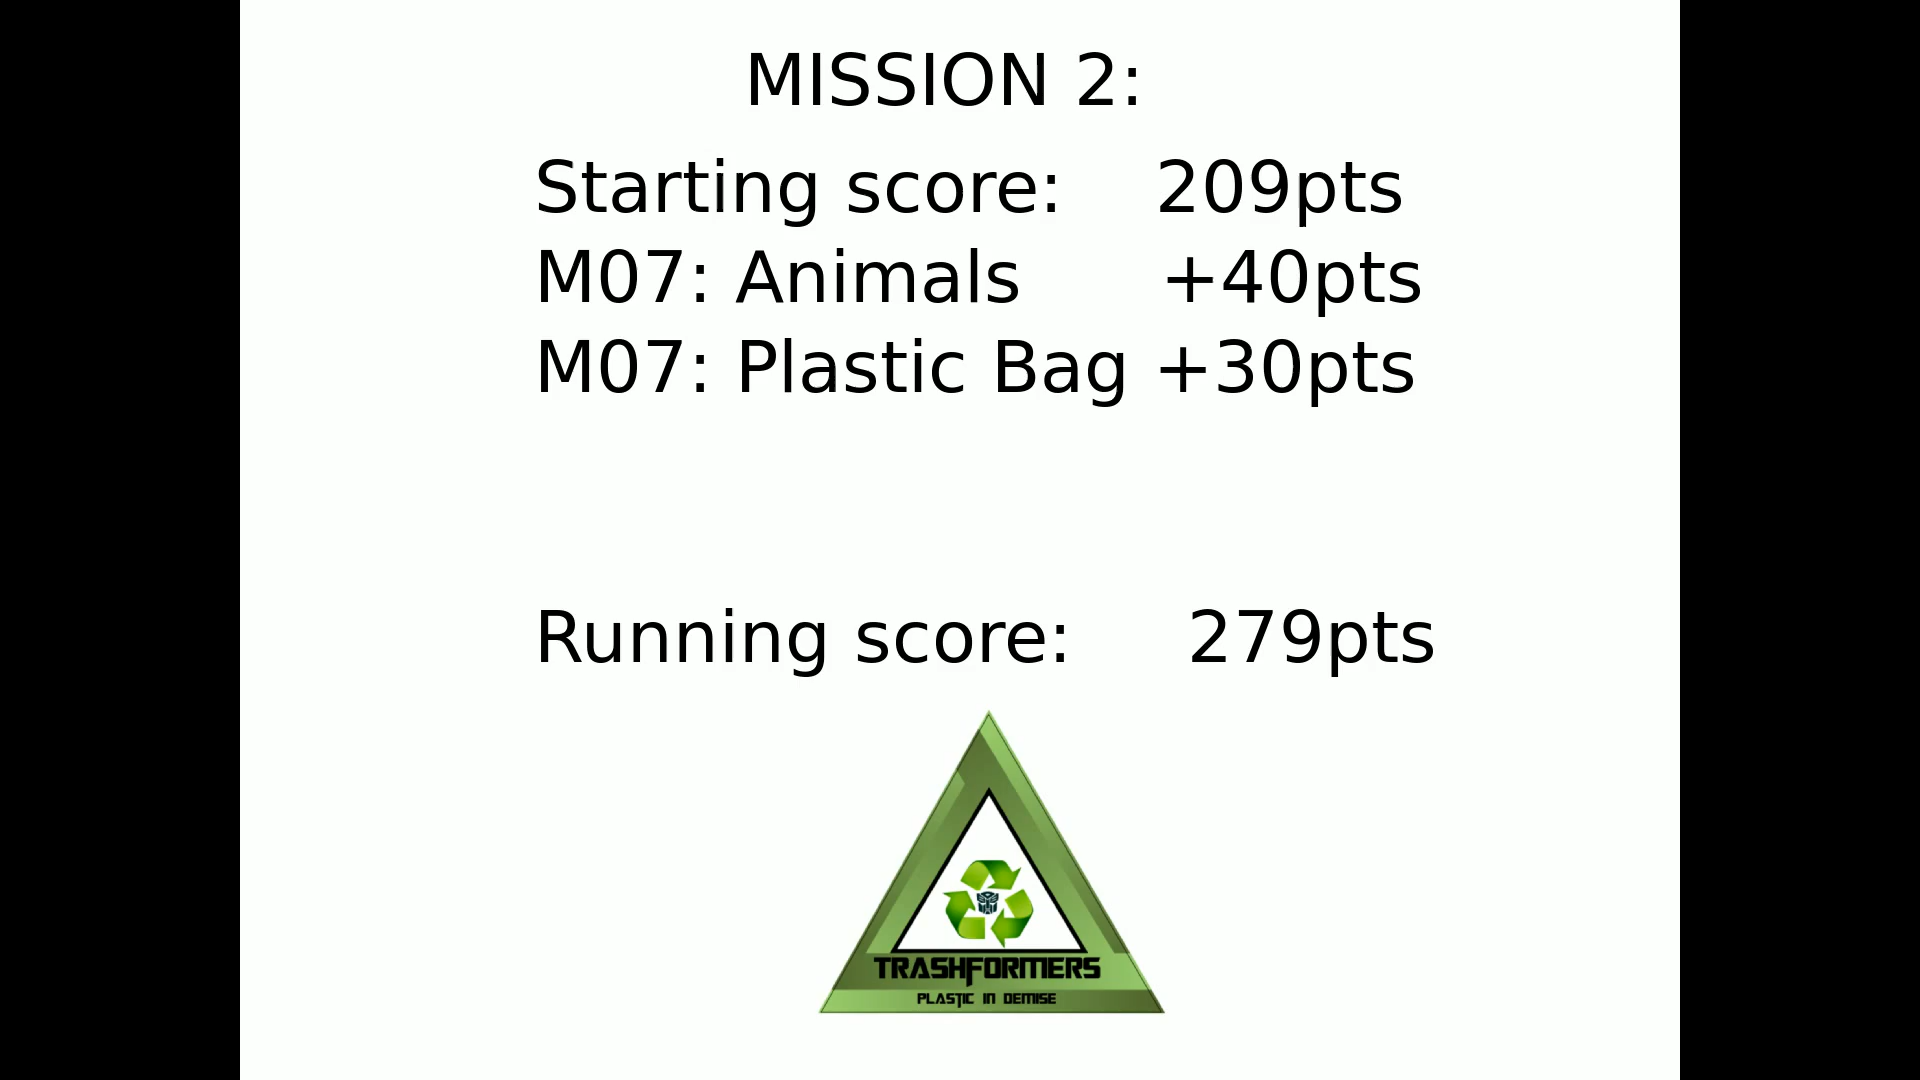 MISSION 2:
Starting score: 209pts
M07: Animals +40pts
M07: Plastic Bag +30pts
Running score: 279pts
TRASHFORMERS
PLASTIC IN DEMISE